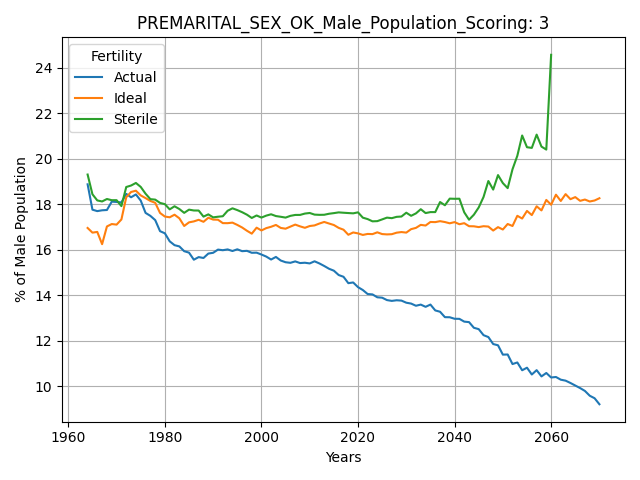 PREMARITAL_SEX_OK_Male_Population_Scoring: 3
Fertility
Actual
Ideal
Sterile
% of Male Population
24
22
20
18
16
14
12
10
1960
1980
2000
2020
2040
2060
Years